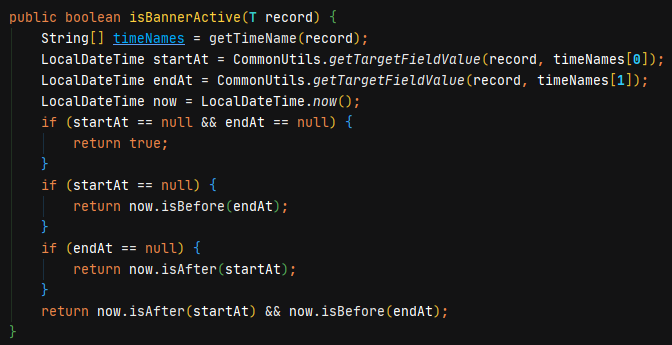 public boolean isBannerActive(T record) {
    String[] timeNames = getTimeName(record);
    LocalDateTime startAt = CommonUtils.getTargetFieldValue(record, timeNames[0]);
    LocalDateTime endAt = CommonUtils.getTargetFieldValue(record, timeNames[1]);
    LocalDateTime now = LocalDateTime.now();
    if (startAt == null && endAt == null) {
        return true;
    }
    if (startAt == null) {
        return now.isBefore(endAt);
    }
    if (endAt == null) {
        return now.isAfter(startAt);
    }
    return now.isAfter(startAt) && now.isBefore(endAt);
}